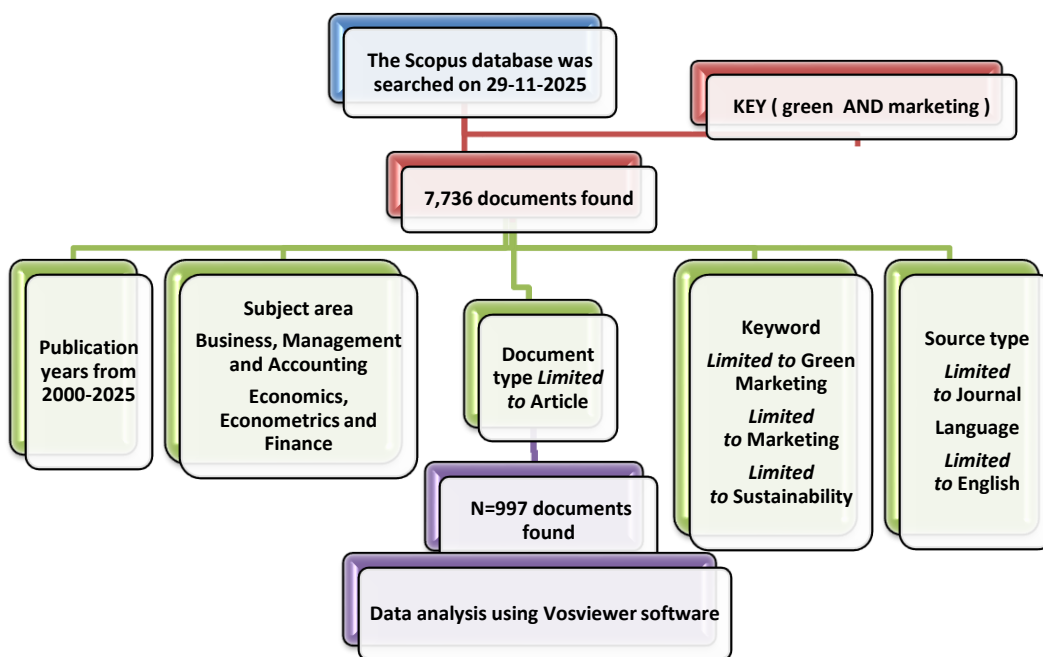 The Scopus database was
searched on 29-11-2025
KEY ( green AND marketing )
7,736 documents found
Publication
years from
2000-2025
Subject area
Business, Management
and Accounting
Economics,
Econometrics and
Finance
Document
type Limited
to Article
Keyword
Limited to Green
Marketing
Limited
to Marketing
Limited
to Sustainability
Source type
Limited
to Journal
Language
Limited
to English
N=997 documents
found
Data analysis using Vosviewer software